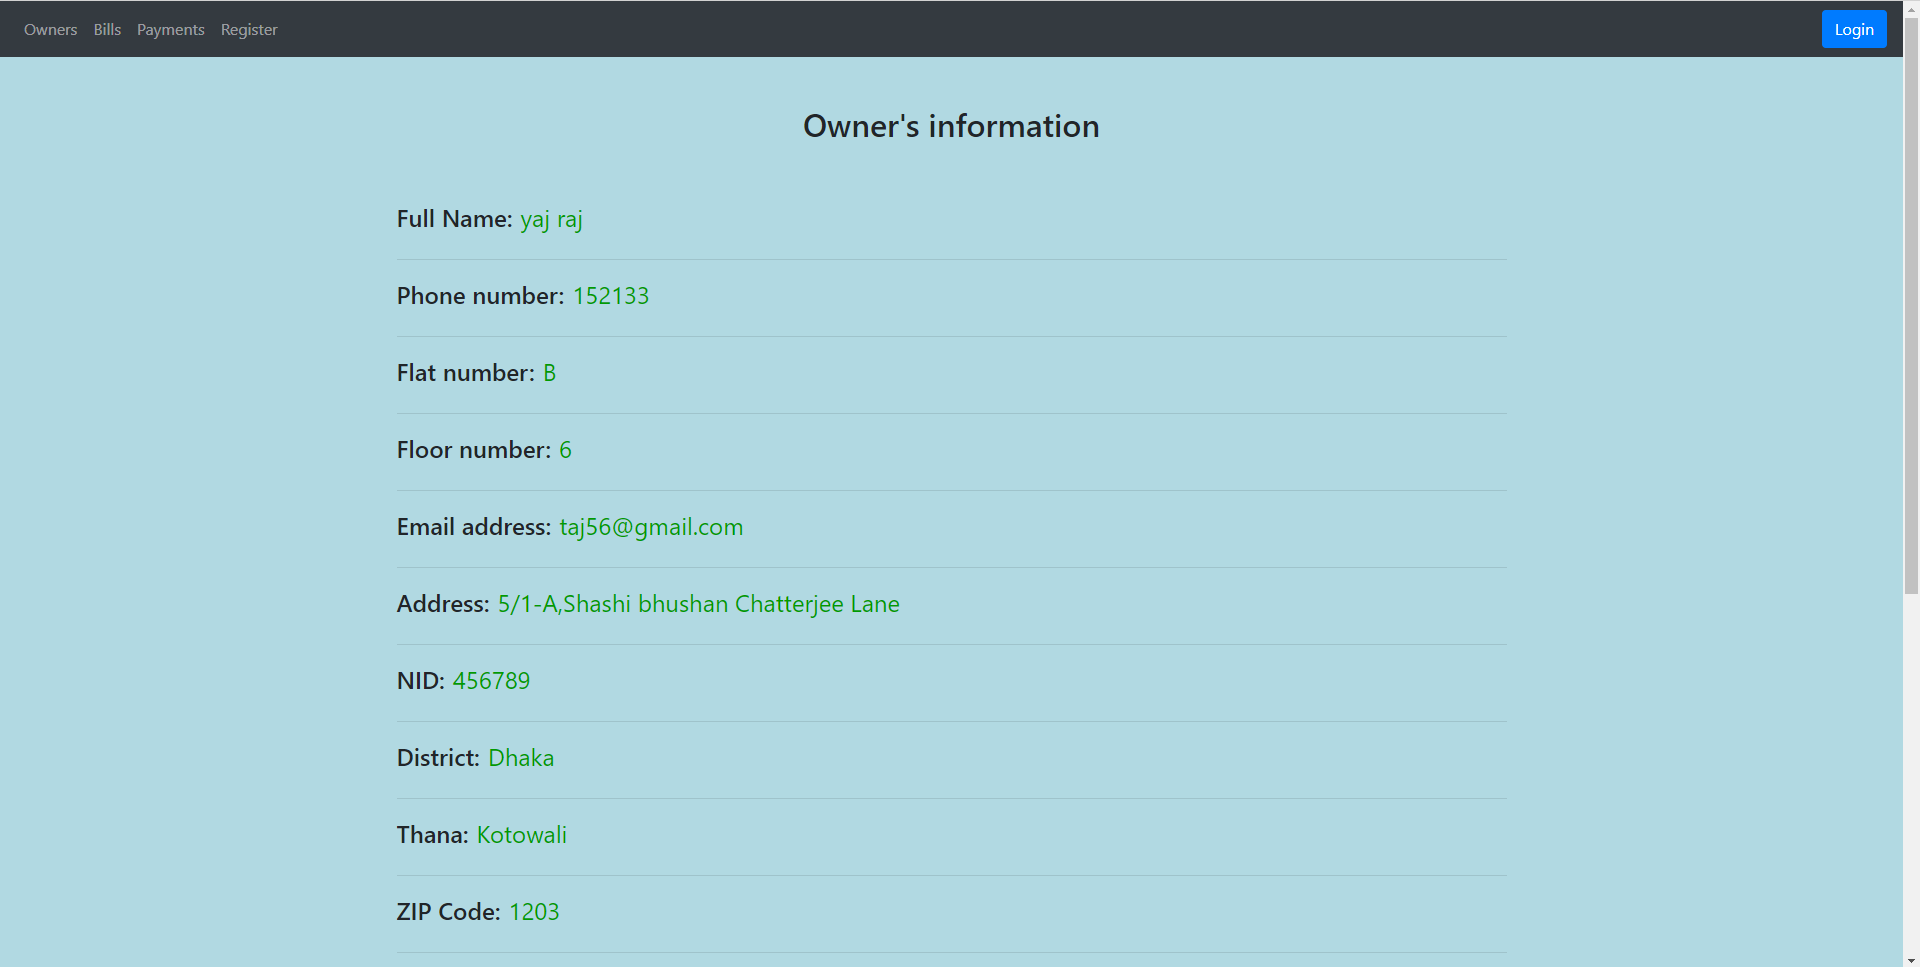 Owners Bills Payments Register Login
Owner's information
Full Name: yaj raj
Phone number: 152133
Flat number: B
Floor number: 6
Email address: taj56@gmail.com
Address: 5/1-A,Shashi bhushan Chatterjee Lane
NID: 456789
District: Dhaka
Thana: Kotowali
ZIP Code: 1203